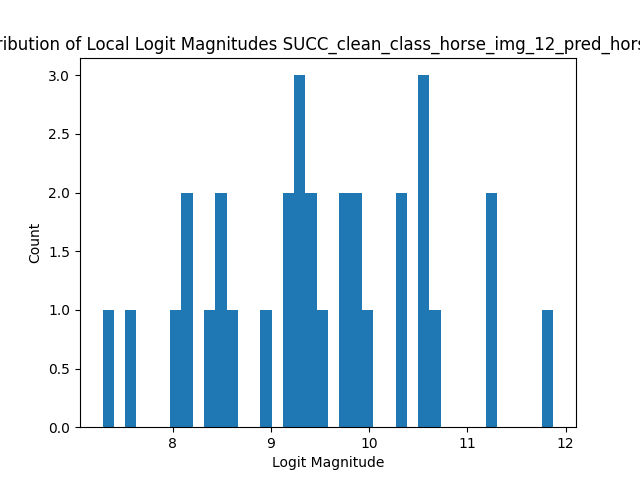 ribution of Local Logit Magnitudes SUCC_clean_class_horse_img_12_pred_hors
3.0
2.5
2.0
1.5
1.0
0.5
0.0
Count
8 9 10 11 12
Logit Magnitude